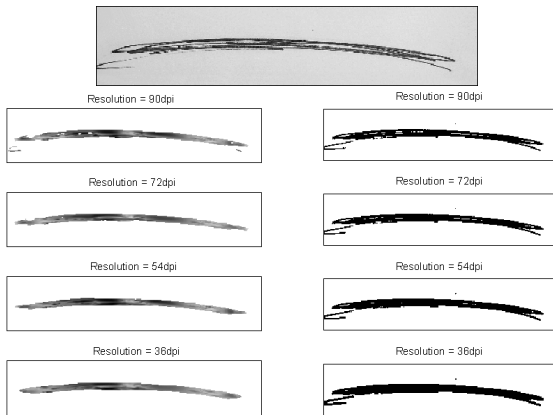 Resolution = 90dpi
Resolution = 90dpi
Resolution = 72dpi
Resolution = 72dpi
Resolution = 54dpi
Resolution = 54dpi
Resolution = 36dpi
Resolution = 36dpi